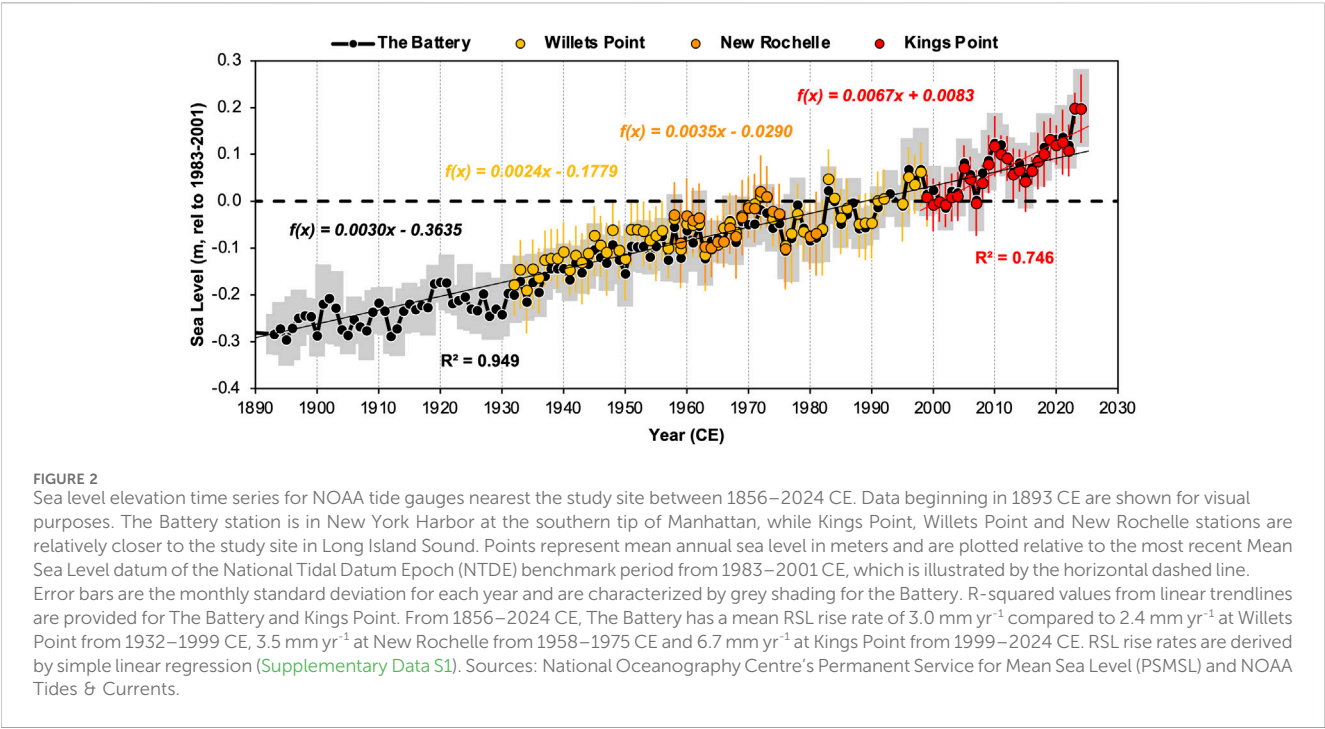 The Battery Willets Point New Rochelle Kings Point
0.3
0.2
0.1
0.0
-0.1
-0.2
-0.3
-0.4
Sea Level (m, rel to 1983-2001)
f(x) = 0.0067x + 0.0083
f(x) = 0.0035x - 0.0290
f(x) = 0.0024x - 0.1779
f(x) = 0.0030x - 0.3635
R² = 0.746
R² = 0.949
1890 1900 1910 1920 1930 1940 1950 1960 1970 1980 1990 2000 2010 2020 2030
Year (CE)
FIGURE 2
Sea level elevation time series for NOAA tide gauges nearest the study site between 1856–2024 CE. Data beginning in 1893 CE are shown for visual
purposes. The Battery station is in New York Harbor at the southern tip of Manhattan, while Kings Point, Willets Point and New Rochelle stations are
relatively closer to the study site in Long Island Sound. Points represent mean annual sea level in meters and are plotted relative to the most recent Mean
Sea Level datum of the National Tidal Datum Epoch (NTDE) benchmark period from 1983–2001 CE, which is illustrated by the horizontal dashed line.
Error bars are the monthly standard deviation for each year and are characterized by grey shading for the Battery. R-squared values from linear trendlines
are provided for The Battery and Kings Point. From 1856–2024 CE, The Battery has a mean RSL rise rate of 3.0 mm yr⁻¹ compared to 2.4 mm yr⁻¹ at Willets
Point from 1932–1999 CE, 3.5 mm yr⁻¹ at New Rochelle from 1958–1975 CE and 6.7 mm yr⁻¹ at Kings Point from 1999–2024 CE. RSL rise rates are derived
by simple linear regression (Supplementary Data S1). Sources: National Oceanography Centre's Permanent Service for Mean Sea Level (PSMSL) and NOAA
Tides & Currents.